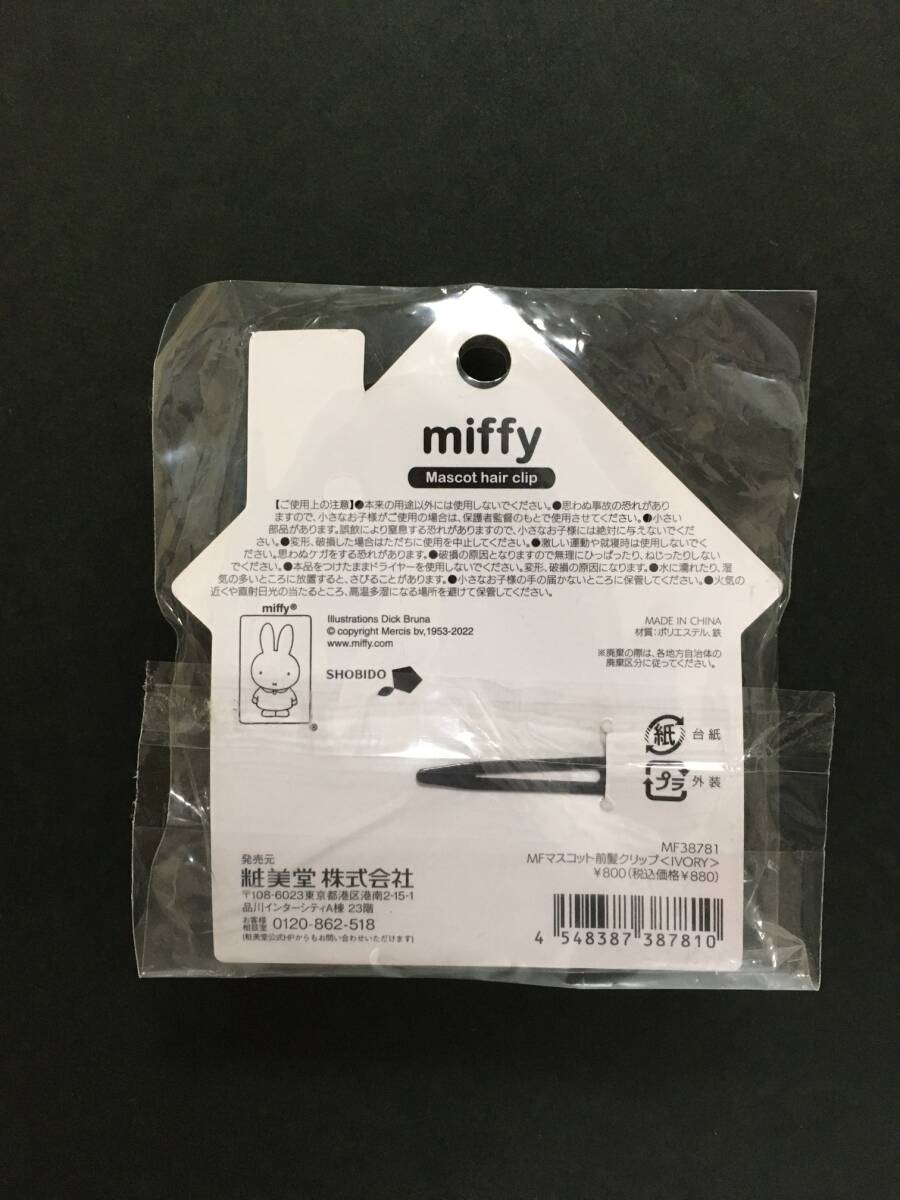 miffy
Mascot hair clip
【ご使用上の注意】●本来の用途以外には使用しないでください。●思わぬ事故の恐れがあり
ますので、小さなお子様がご使用の場合は、保護者監督のもとで使用させてください。●小さい
部品があります。誤飲により窒息する恐れがありますので、小さなお子様には絶対に与えないでくだ
さい。●変形、破損した場合はただちに使用を中止してください。●激しい運動や就寝時は使用しないでく
ださい。思わぬケガをする恐れがあります。●破損の原因となりますので無理にひっぱったり、ねじったりしない
でください。●本品をつけたままドライヤーを使用しないでください。変形、破損の原因になります。●水に濡れたり、湿
気の多いところに放置すると、さびることがあります。●小さなお子様の手の届かないところに保管してください。●火気の
近くや直射日光の当たるところ、高温多湿になる場所を避けて保管してください。
miffy®
Illustrations Dick Bruna
© copyright Mercis bv,1953-2022
www.miffy.com
®
SHOBIDO
MADE IN CHINA
材質:ポリエステル、鉄
※廃棄の際は、各地方自治体の
廃棄区分に従ってください。
紙 台紙
プラ 外装
発売元
粧美堂 株式会社
〒108-6023東京都港区港南2-15-1
品川インターシティA棟 23階
お客様相談室 0120-862-518
(粧美堂公式HPからもお問い合わせいただけます)
MF38781
MFマスコット前髪クリップ<IVORY>
¥800(税込価格¥880)
4 548387 387810